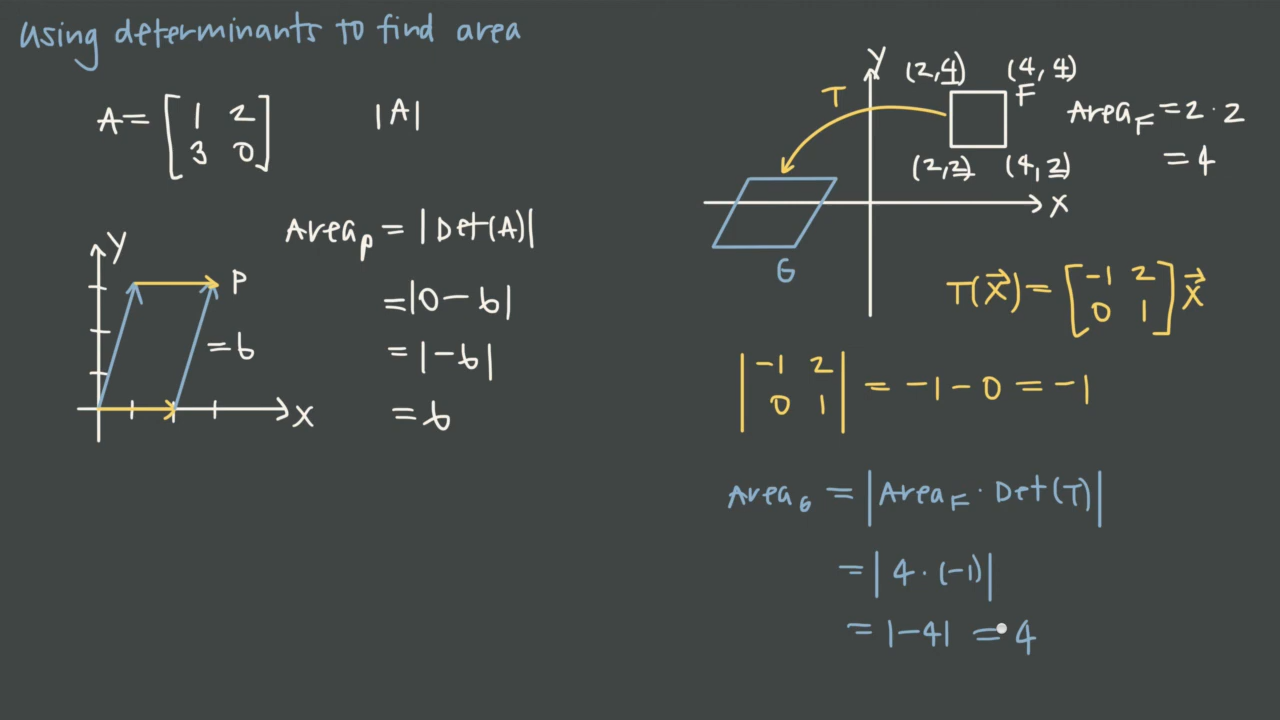 using determinants to find area
A = [ 1 2
3 0 ]
|A|
Area_P = |Det(A)|
= |0 - 6|
= |-6|
= 6
Y
P
= 6
X
Y
(2,4) (4,4)
T
F
Area_F = 2 · 2
= 4
(2,2) (4,2)
X
G
T(x⃗) = [ -1 2
0 1 ] x⃗
| -1 2
0 1 | = -1 - 0 = -1
Area_G = |Area_F · Det(T)|
= |4 · (-1)|
= |-4| = 4